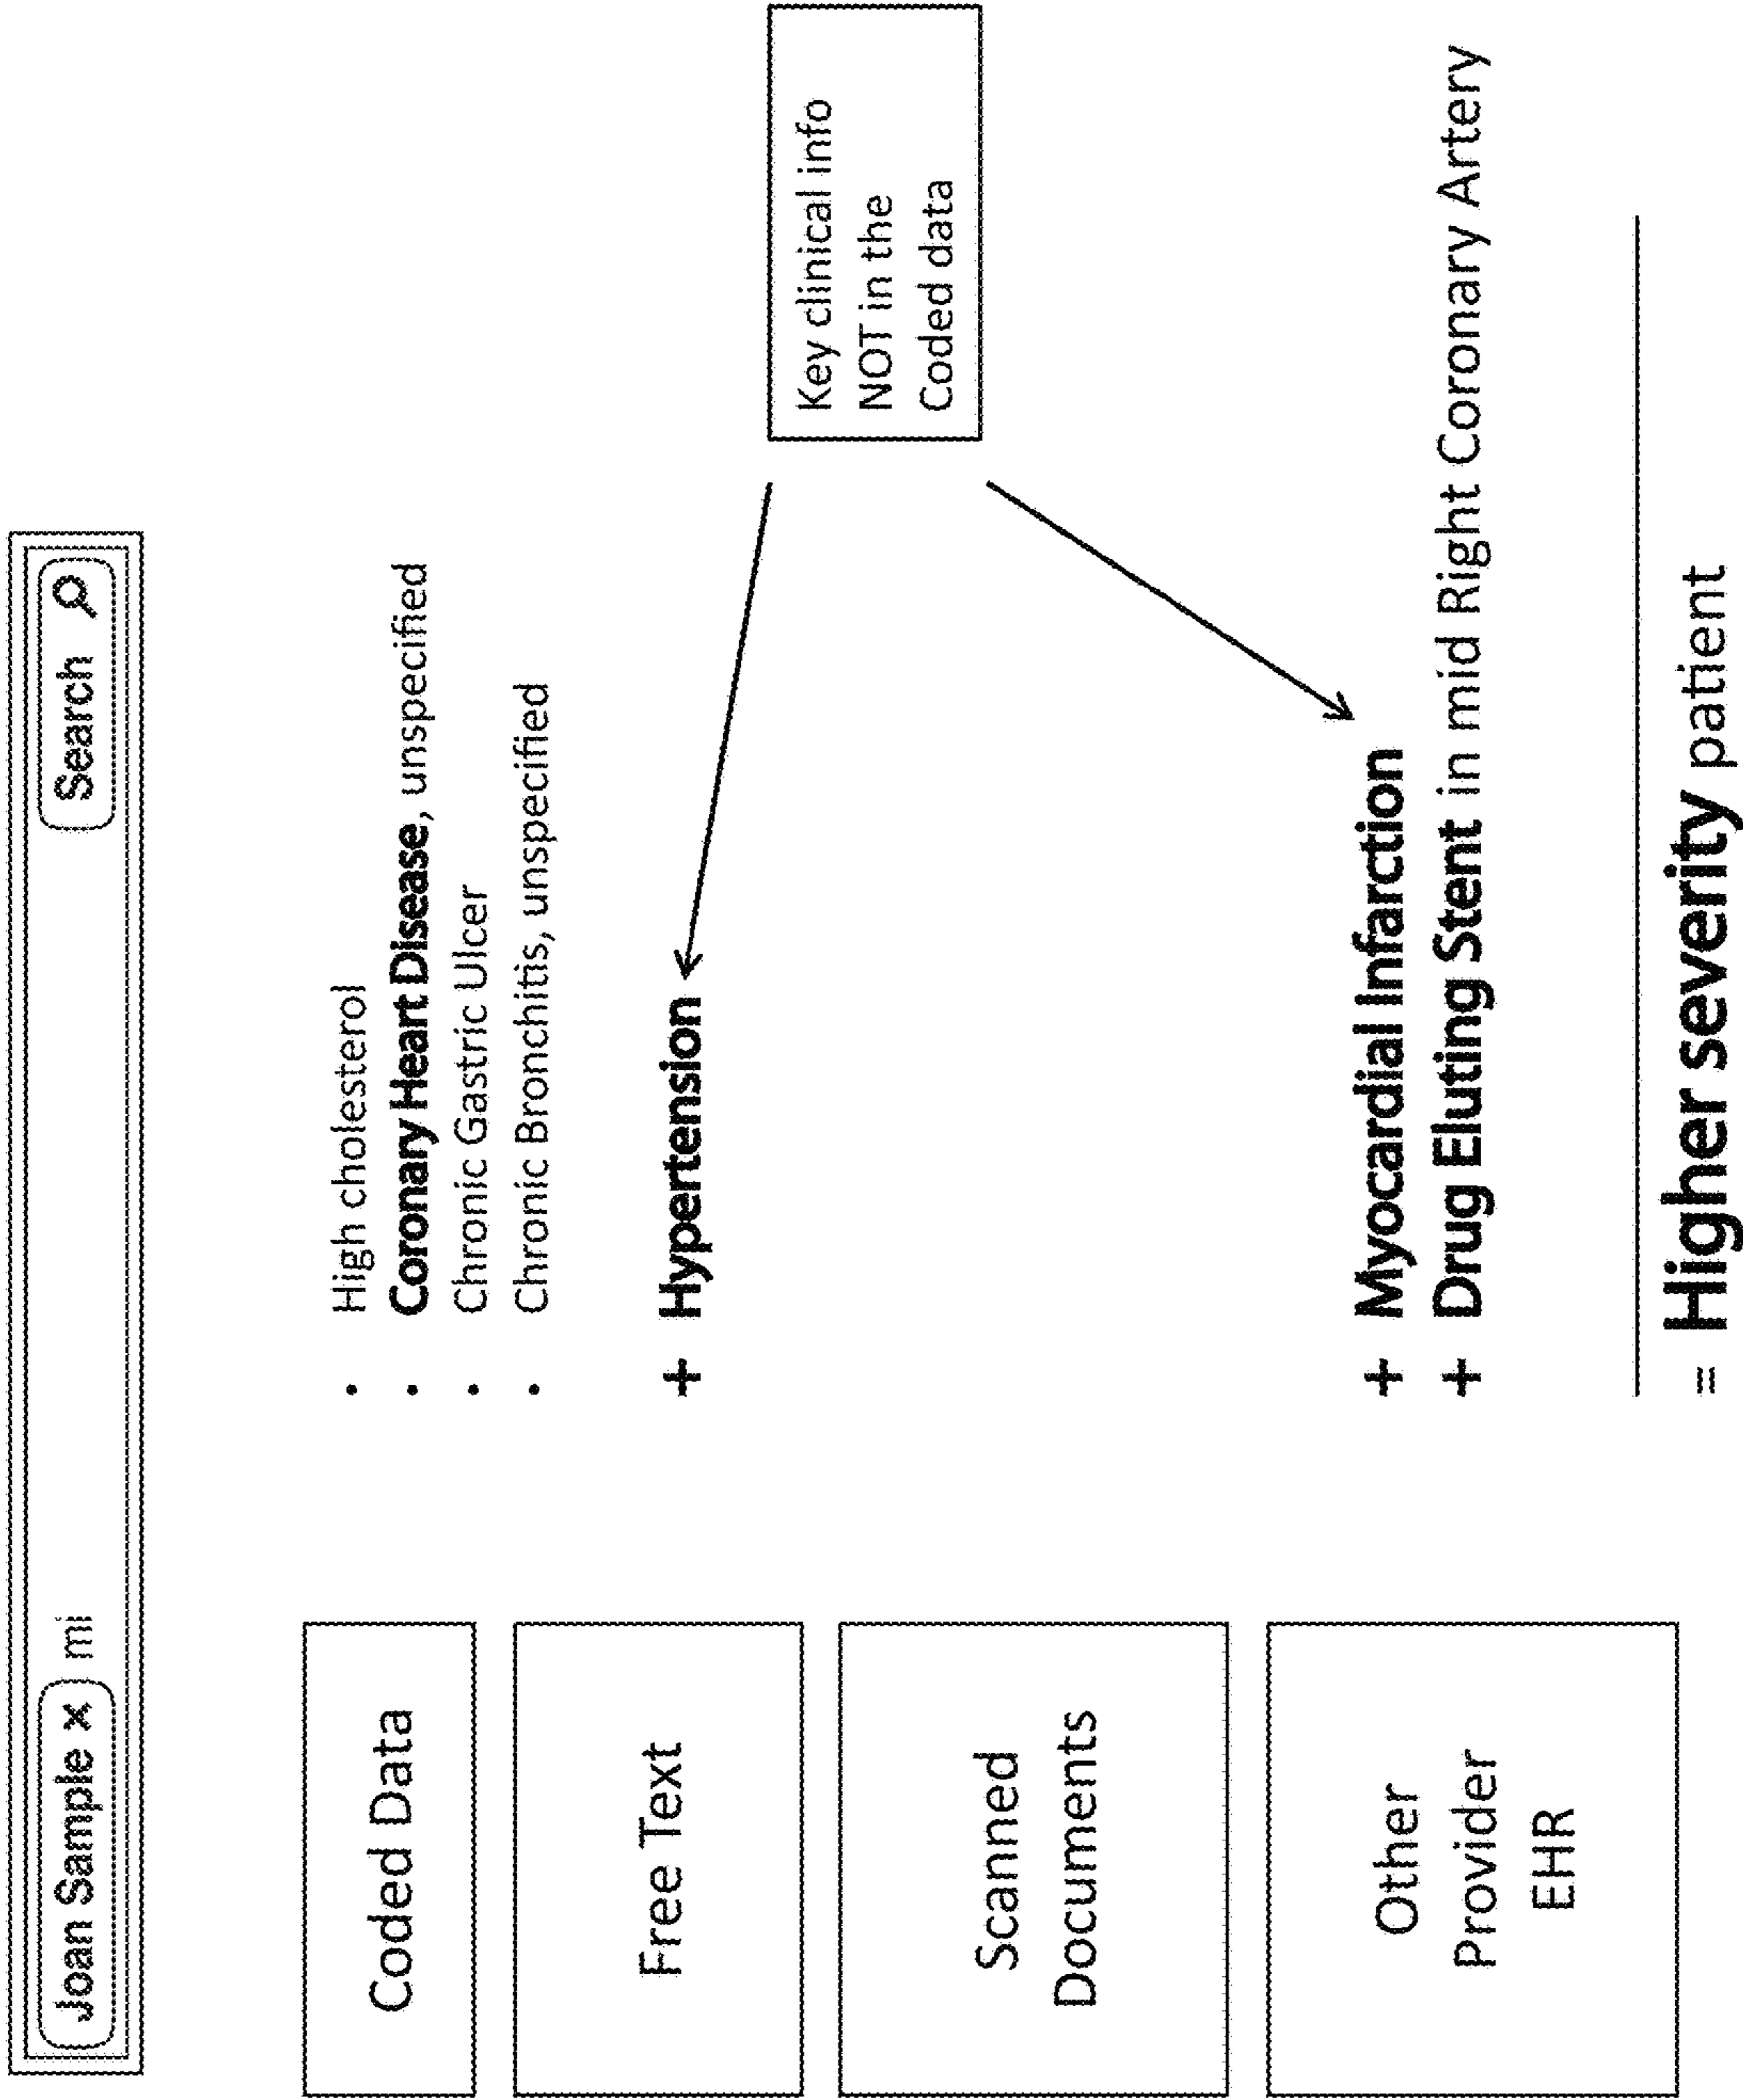 Joan Sample x mi Search
Coded Data
• High cholesterol
• Coronary Heart Disease, unspecified
• Chronic Gastric Ulcer
• Chronic Bronchitis, unspecified
Free Text
+ Hypertension
Key clinical info
NOT in the
Coded data
Scanned
Documents
Other
Provider
EHR
+ Myocardial Infarction
+ Drug Eluting Stent in mid Right Coronary Artery
= Higher severity patient